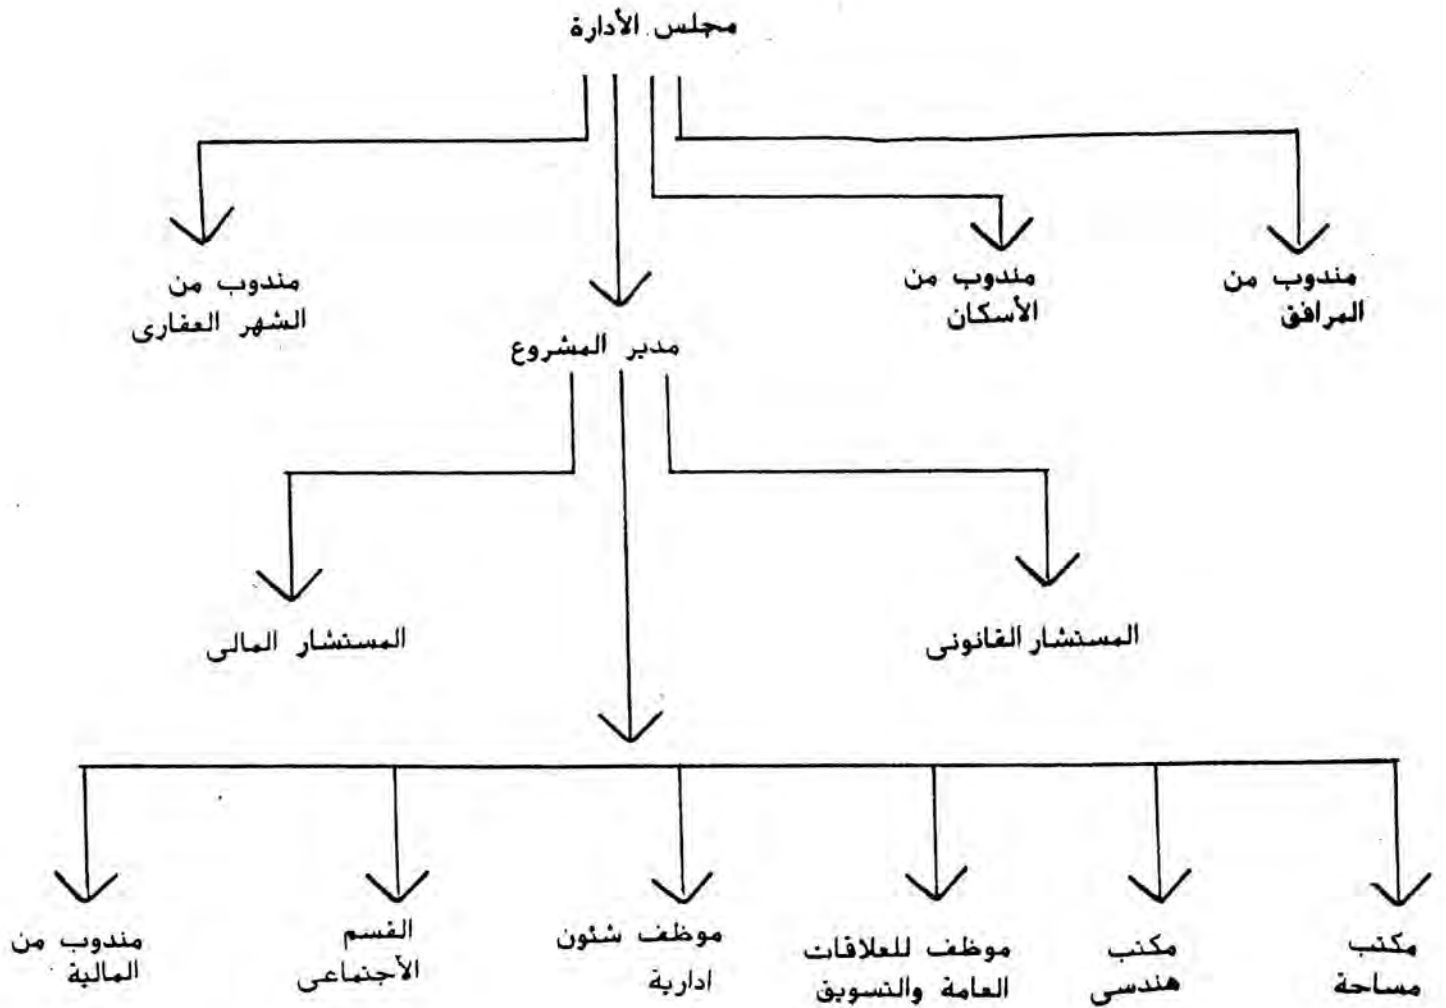 مجلس الأدارة
مندوب من
المرافق
مندوب من
الأسكان
مندوب من
الشهر العقارى
مدير المشروع
المستشار القانونى
المستشار المالى
مكتب
مساحة
مكتب
هندسى
موظف للعلاقات
العامة والتسويق
موظف شئون
ادارية
القسم
الأجتماعى
مندوب من
المالية